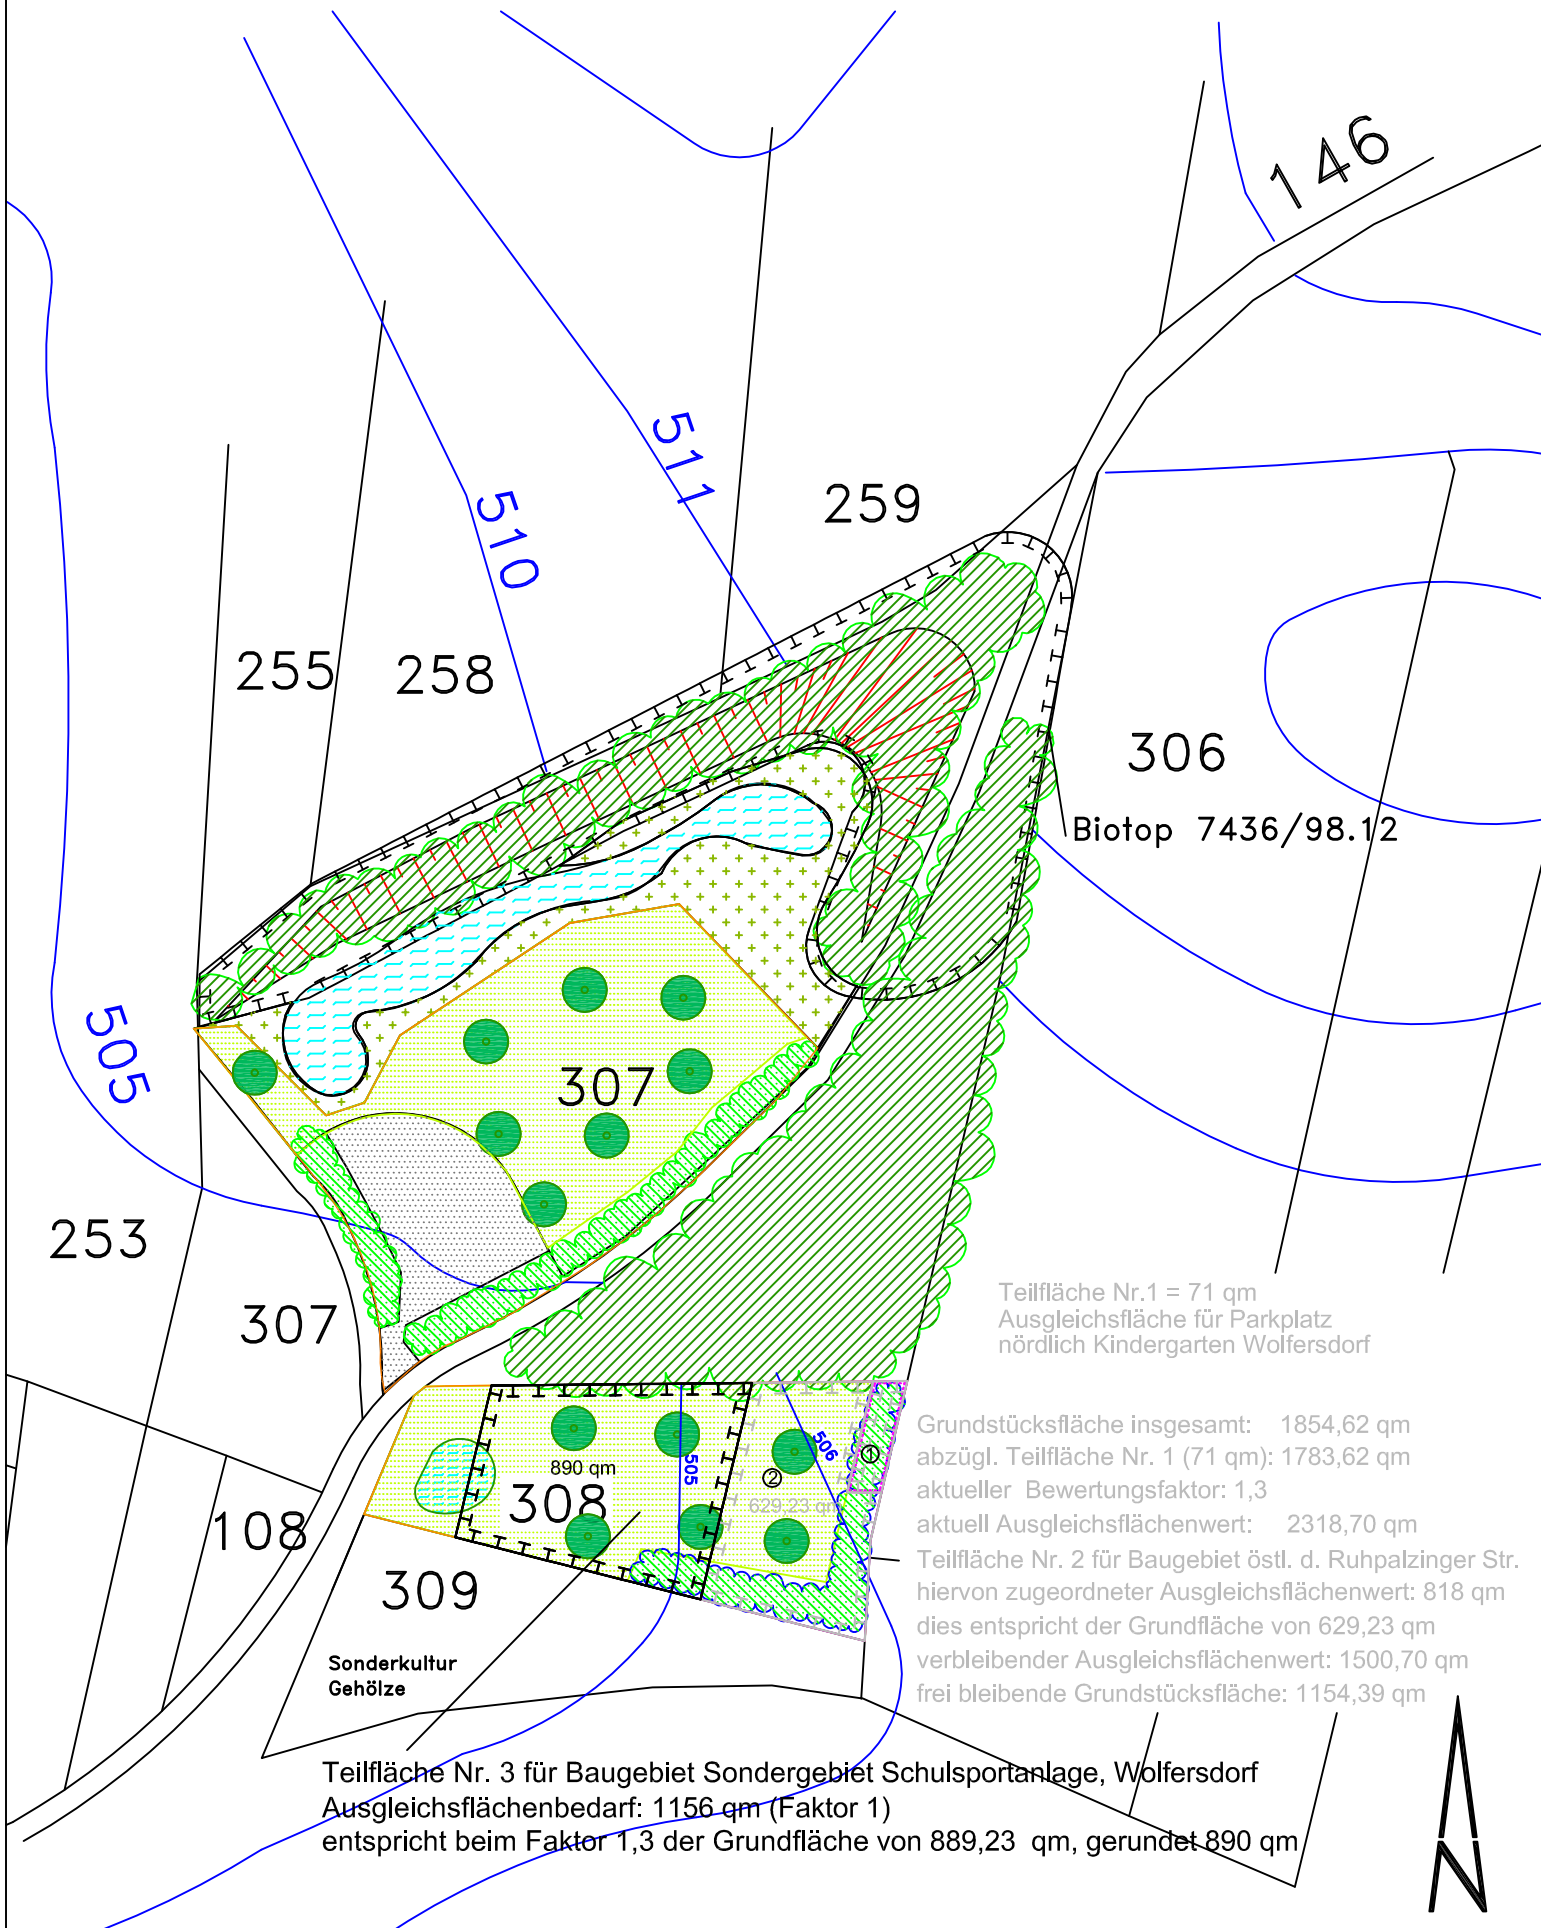 146
511
259
510
255
258
306
Biotop 7436/98.12
505
307
253
307
Teilfläche Nr.1 = 71 qm
Ausgleichsfläche für Parkplatz
nördlich Kindergarten Wolfersdorf
Grundstücksfläche insgesamt: 1854,62 qm
abzügl. Teilfläche Nr. 1 (71 qm): 1783,62 qm
aktueller Bewertungsfaktor: 1,3
aktuell Ausgleichsflächenwert: 2318,70 qm
Teilfläche Nr. 2 für Baugebiet östl. d. Ruhpalzinger Str.
hiervon zugeordneter Ausgleichsflächenwert: 818 qm
dies entspricht der Grundfläche von 629,23 qm
verbleibender Ausgleichsflächenwert: 1500,70 qm
frei bleibende Grundstücksfläche: 1154,39 qm
506
1
890 qm
505
2
308
629,23 qm
108
309
Sonderkultur
Gehölze
Teilfläche Nr. 3 für Baugebiet Sondergebiet Schulsportanlage, Wolfersdorf
Ausgleichsflächenbedarf: 1156 qm (Faktor 1)
entspricht beim Faktor 1,3 der Grundfläche von 889,23 qm, gerundet 890 qm
N